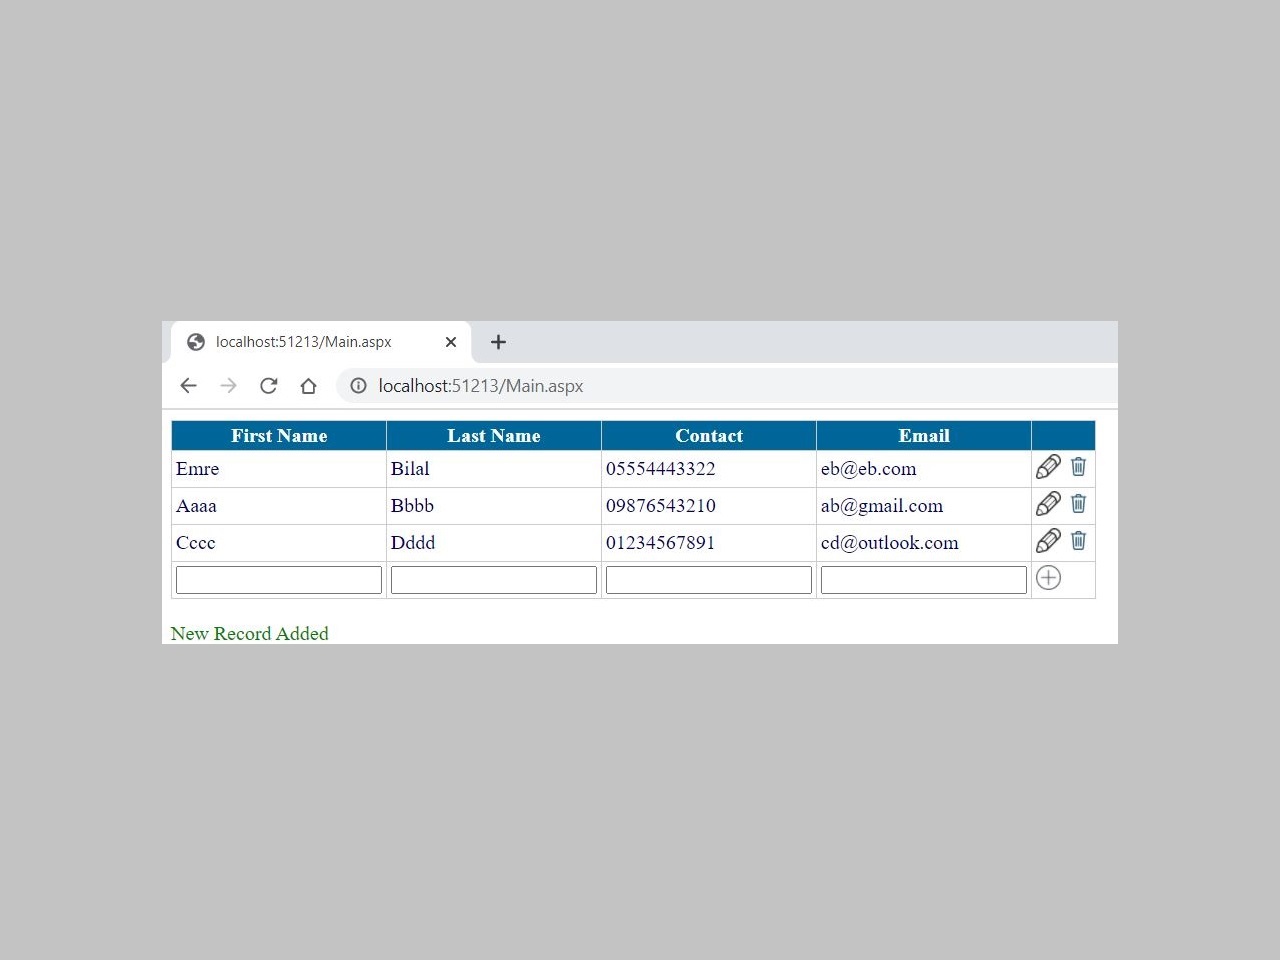 localhost:51213/Main.aspx
localhost:51213/Main.aspx
First Name Last Name Contact Email
Emre Bilal 05554443322 eb@eb.com
Aaaa Bbbb 09876543210 ab@gmail.com
Cccc Dddd 01234567891 cd@outlook.com
New Record Added